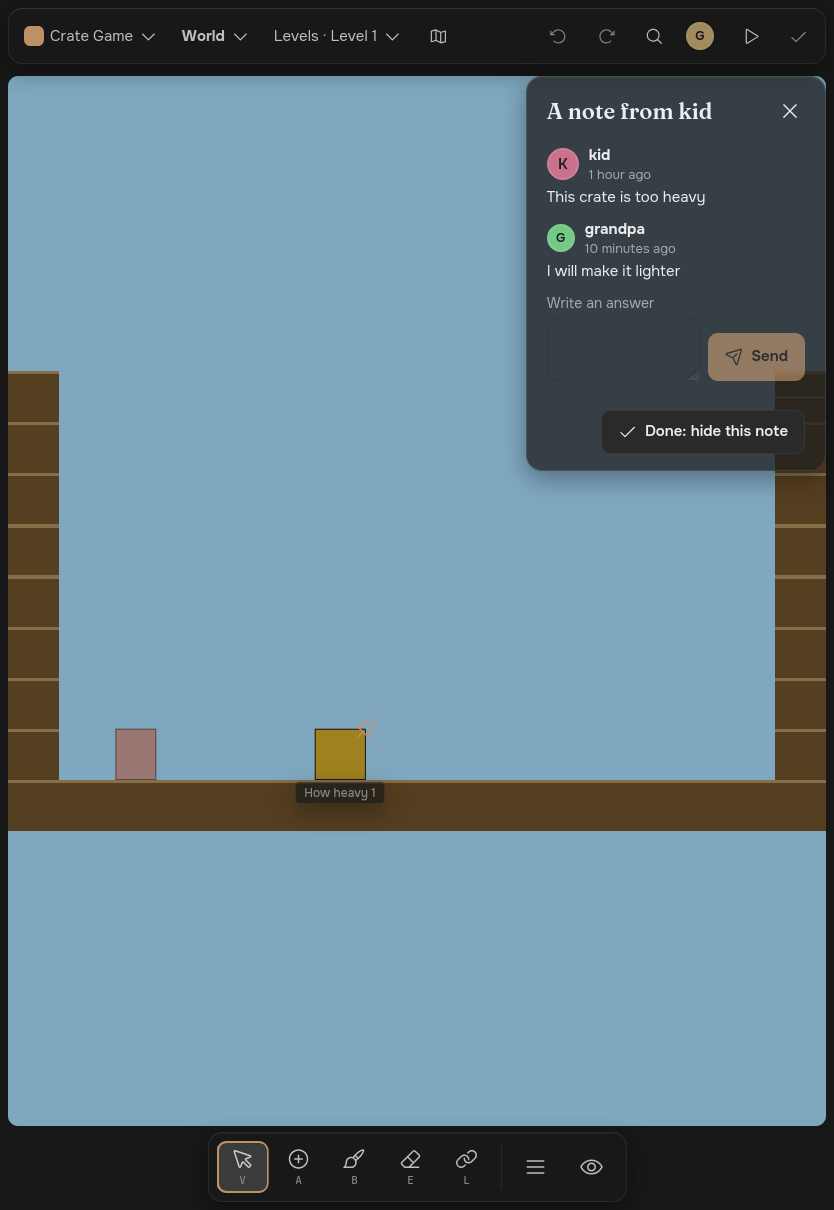 Crate Game
World
Levels · Level 1
G
A note from kid
K
kid
1 hour ago
This crate is too heavy
G
grandpa
10 minutes ago
I will make it lighter
Write an answer
Send
Done: hide this note
How heavy 1
V
A
B
E
L